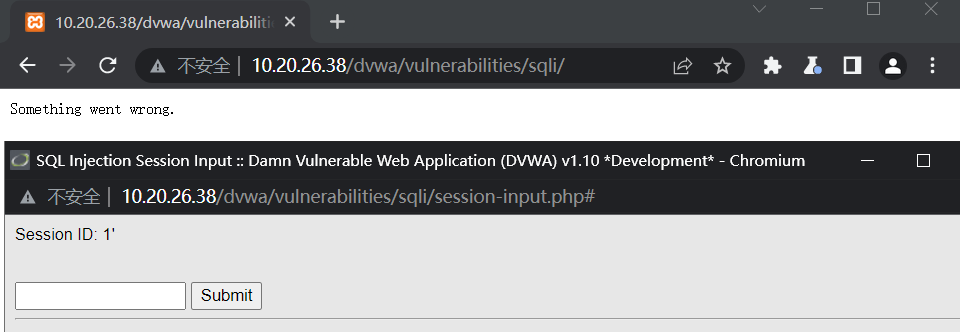 10.20.26.38/dvwa/vulnerabiliti
不安全 | 10.20.26.38/dvwa/vulnerabilities/sqli/
Something went wrong.
SQL Injection Session Input :: Damn Vulnerable Web Application (DVWA) v1.10 *Development* - Chromium
不安全 | 10.20.26.38/dvwa/vulnerabilities/sqli/session-input.php#
Session ID: 1'
Submit